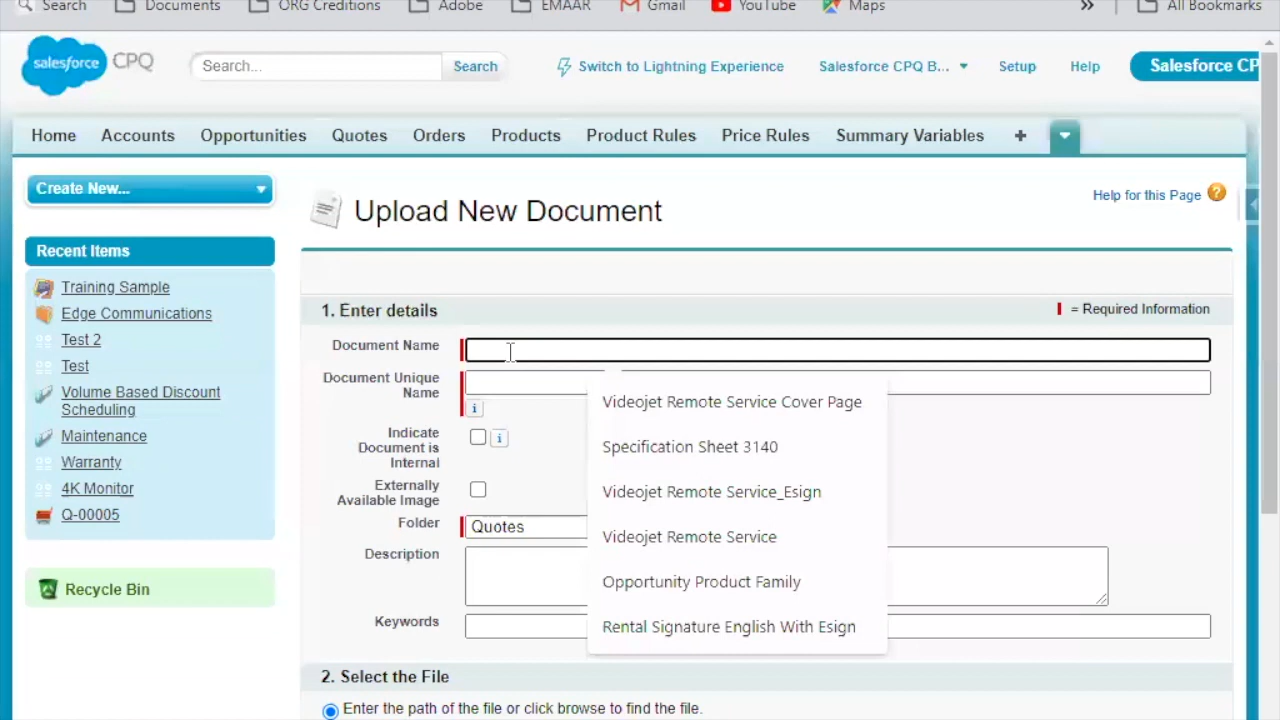 Search Documents ORG Creditions Adobe EMAAR Gmail YouTube Maps » All Bookmarks
salesforce CPQ Search... Search Switch to Lightning Experience Salesforce CPQ B... Setup Help Salesforce CP
Home Accounts Opportunities Quotes Orders Products Product Rules Price Rules Summary Variables +
Create New...
Recent Items
Training Sample
Edge Communications
Test 2
Test
Volume Based Discount
Scheduling
Maintenance
Warranty
4K Monitor
Q-00005
Recycle Bin
Upload New Document
Help for this Page ?
1. Enter details
= Required Information
Document Name
Document Unique
Name
i
Indicate
Document is
Internal
i
Externally
Available Image
Folder Quotes
Description
Keywords
Videojet Remote Service Cover Page
Specification Sheet 3140
Videojet Remote Service_Esign
Videojet Remote Service
Opportunity Product Family
Rental Signature English With Esign
2. Select the File
Enter the path of the file or click browse to find the file.